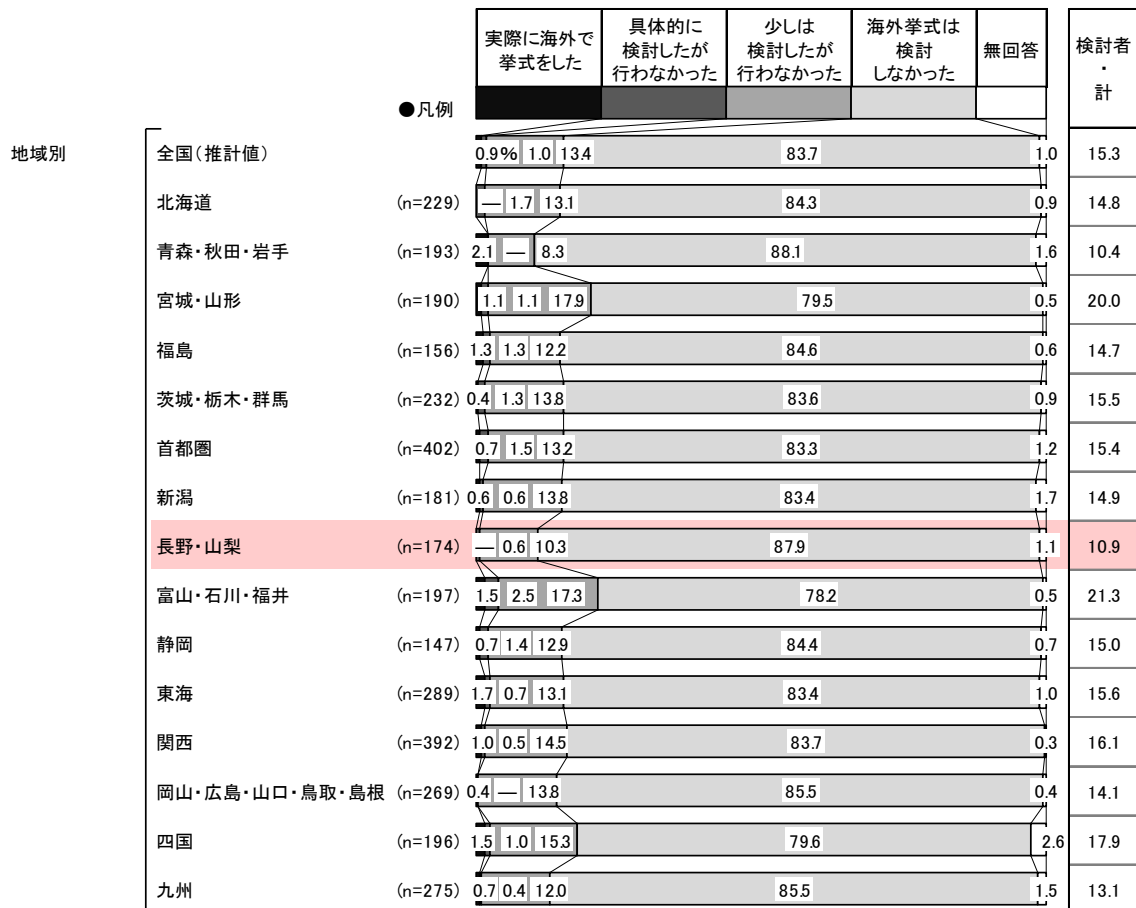 実際に海外で
挙式をした
具体的に
検討したが
行わなかった
少しは
検討したが
行わなかった
海外挙式は
検討
しなかった
無回答
検討者
・
計
●凡例
地域別
全国(推計値) 0.9% 1.0 13.4 83.7 1.0 15.3
北海道 (n=229) — 1.7 13.1 84.3 0.9 14.8
青森・秋田・岩手 (n=193) 2.1 — 8.3 88.1 1.6 10.4
宮城・山形 (n=190) 1.1 1.1 17.9 79.5 0.5 20.0
福島 (n=156) 1.3 1.3 12.2 84.6 0.6 14.7
茨城・栃木・群馬 (n=232) 0.4 1.3 13.8 83.6 0.9 15.5
首都圏 (n=402) 0.7 1.5 13.2 83.3 1.2 15.4
新潟 (n=181) 0.6 0.6 13.8 83.4 1.7 14.9
長野・山梨 (n=174) — 0.6 10.3 87.9 1.1 10.9
富山・石川・福井 (n=197) 1.5 2.5 17.3 78.2 0.5 21.3
静岡 (n=147) 0.7 1.4 12.9 84.4 0.7 15.0
東海 (n=289) 1.7 0.7 13.1 83.4 1.0 15.6
関西 (n=392) 1.0 0.5 14.5 83.7 0.3 16.1
岡山・広島・山口・鳥取・島根 (n=269) 0.4 — 13.8 85.5 0.4 14.1
四国 (n=196) 1.5 1.0 15.3 79.6 2.6 17.9
九州 (n=275) 0.7 0.4 12.0 85.5 1.5 13.1